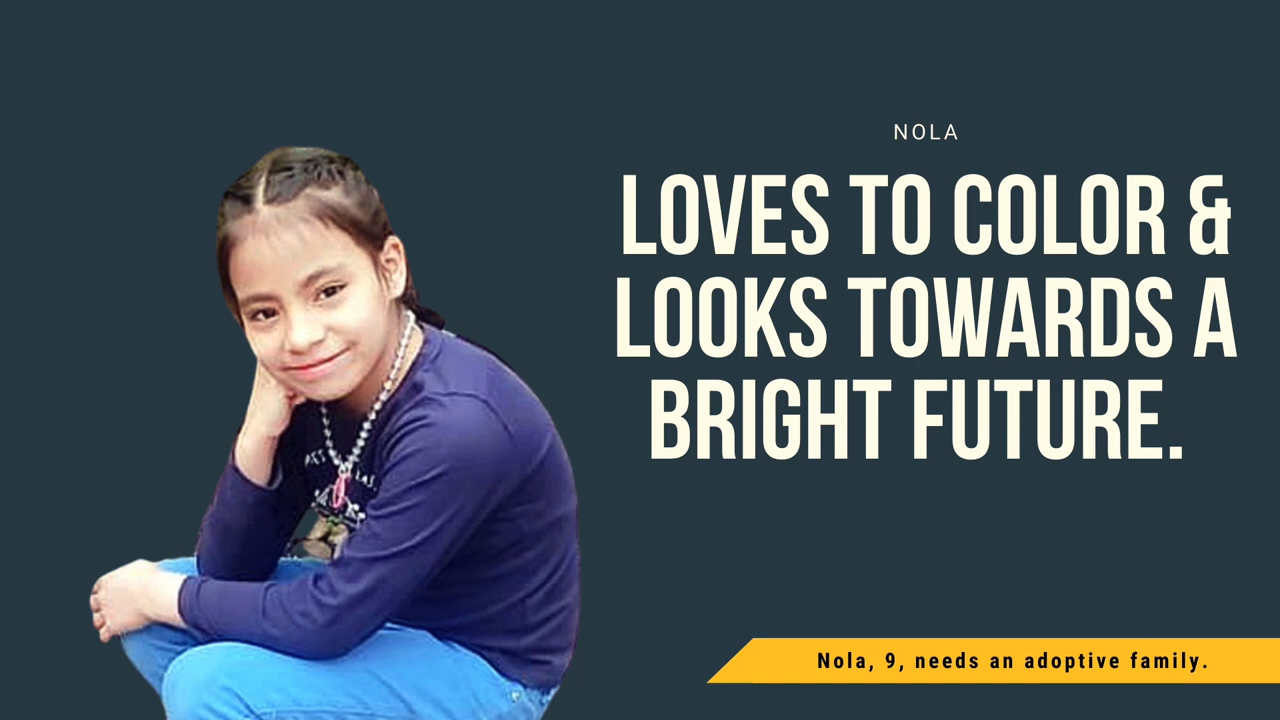 NOLA
LOVES TO COLOR &
LOOKS TOWARDS A
BRIGHT FUTURE.
Nola, 9, needs an adoptive family.